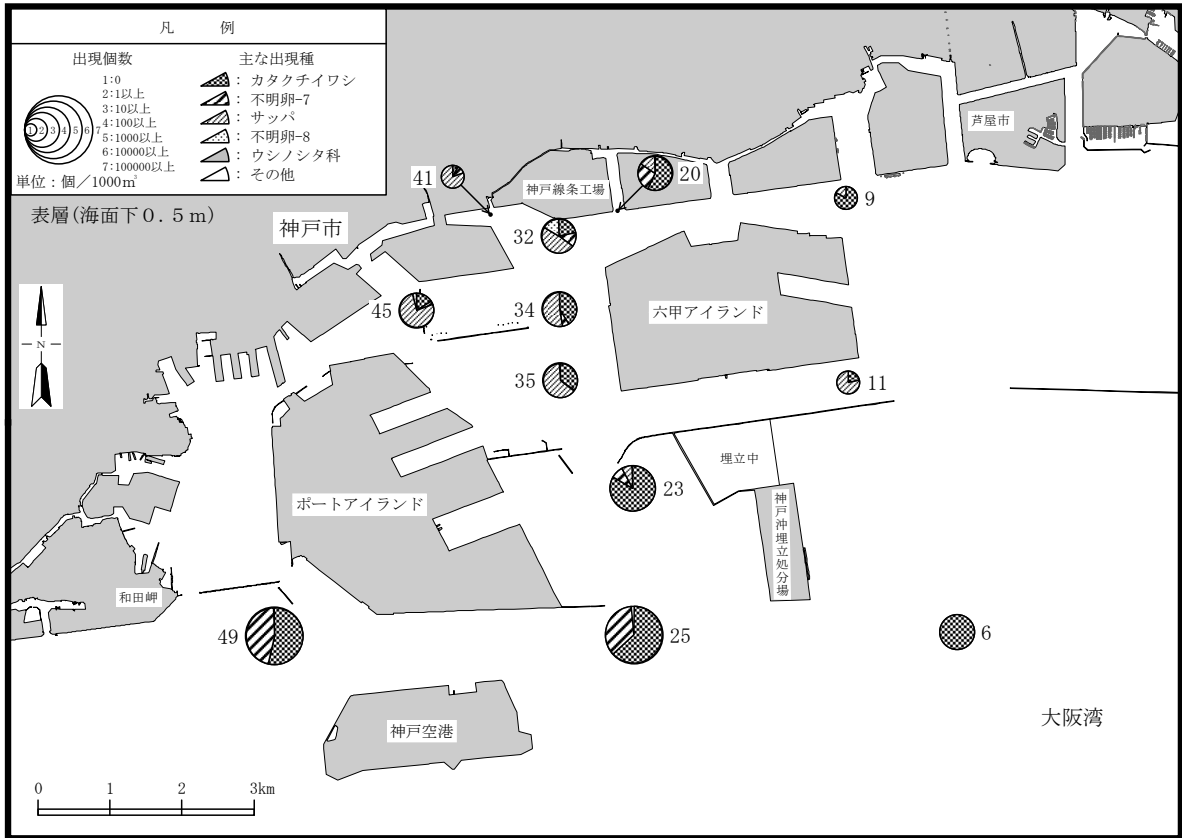 凡 例
出現個数
1:0
2:1以上
3:10以上
4:100以上
5:1000以上
6:10000以上
7:100000以上
1 2 3 4 5 6 7
単位：個／1000m³
主な出現種
： カタクチイワシ
： 不明卵-7
： サッパ
： 不明卵-8
： ウシノシタ科
： その他
表層(海面下０.５ｍ)
芦屋市
41
神戸線条工場
20
9
神戸市
32
45
34
六甲アイランド
N
35
11
埋立中
23
ポートアイランド
神戸沖埋立処分場
和田岬
49
25
6
大阪湾
神戸空港
0 1 2 3km